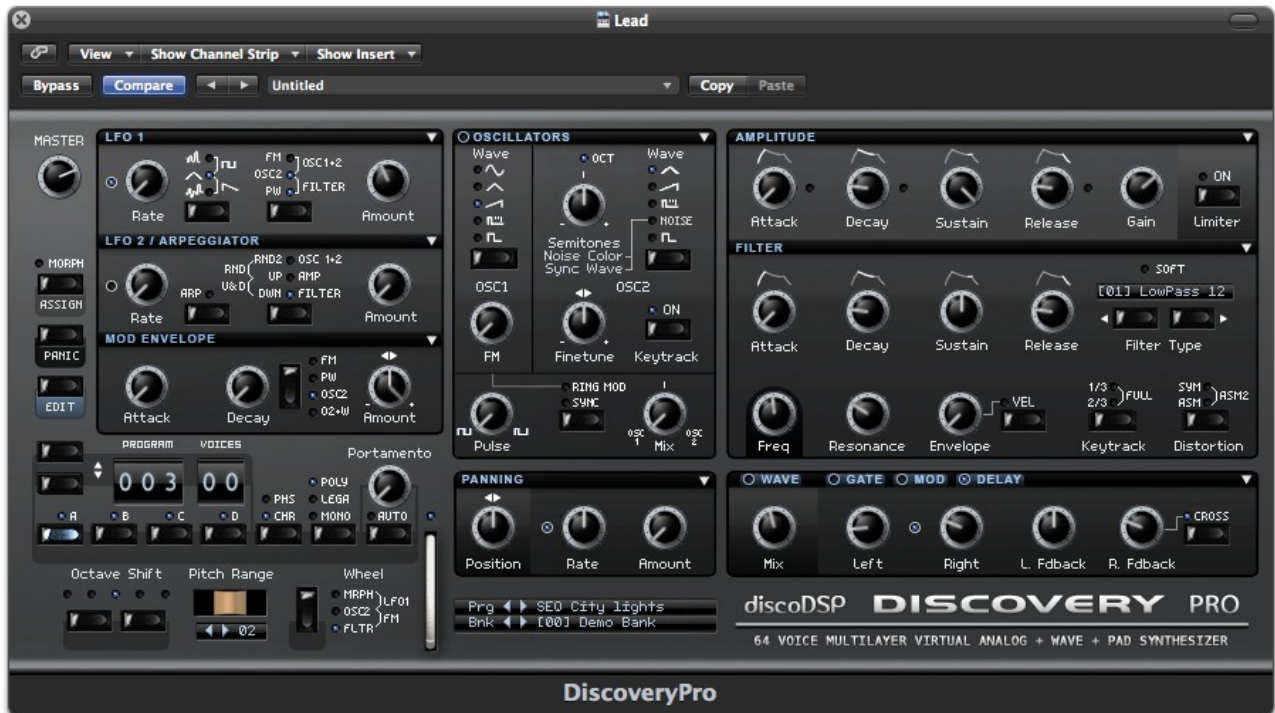 Lead
View Show Channel Strip Show Insert
Bypass Compare Untitled Copy Paste
MASTER
LFO 1
FM OSC1+2
OSC2
PW FILTER
Rate Amount
LFO 2 / ARPEGGIATOR
RND2 OSC 1+2
RND UP AMP
U&D DWN FILTER
ARP
Rate Amount
MORPH
ASSIGN
PANIC
EDIT
MOD ENVELOPE
FM
PW
OSC2
O2+W
Attack Decay Amount
PROGRAM VOICES
003 00
Portamento
POLY
PHS LEGA
CHR MONO AUTO
A B C D
Octave Shift Pitch Range Wheel
02
MRPH LFO1
OSC2 FM
FLTR
OSCILLATORS
Wave OCT Wave
NOISE
Semitones
Noise Color
Sync Wave
OSC1 OSC2
ON
FM Finetune Keytrack
RING MOD
SYNC
OSC 1 OSC 2
Pulse Mix
PANNING
Position Rate Amount
Prg SEQ City lights
Bnk [00] Demo Bank
AMPLITUDE
ON
Attack Decay Sustain Release Gain Limiter
FILTER
SOFT
[01] LowPass 12
Attack Decay Sustain Release Filter Type
1/3 FULL
2/3
SYM ASM2
ASM
VEL
Freq Resonance Envelope Keytrack Distortion
WAVE GATE MOD DELAY
CROSS
Mix Left Right L. Fdback R. Fdback
discoDSP DISCOVERY PRO
64 VOICE MULTILAYER VIRTUAL ANALOG + WAVE + PAD SYNTHESIZER
DiscoveryPro